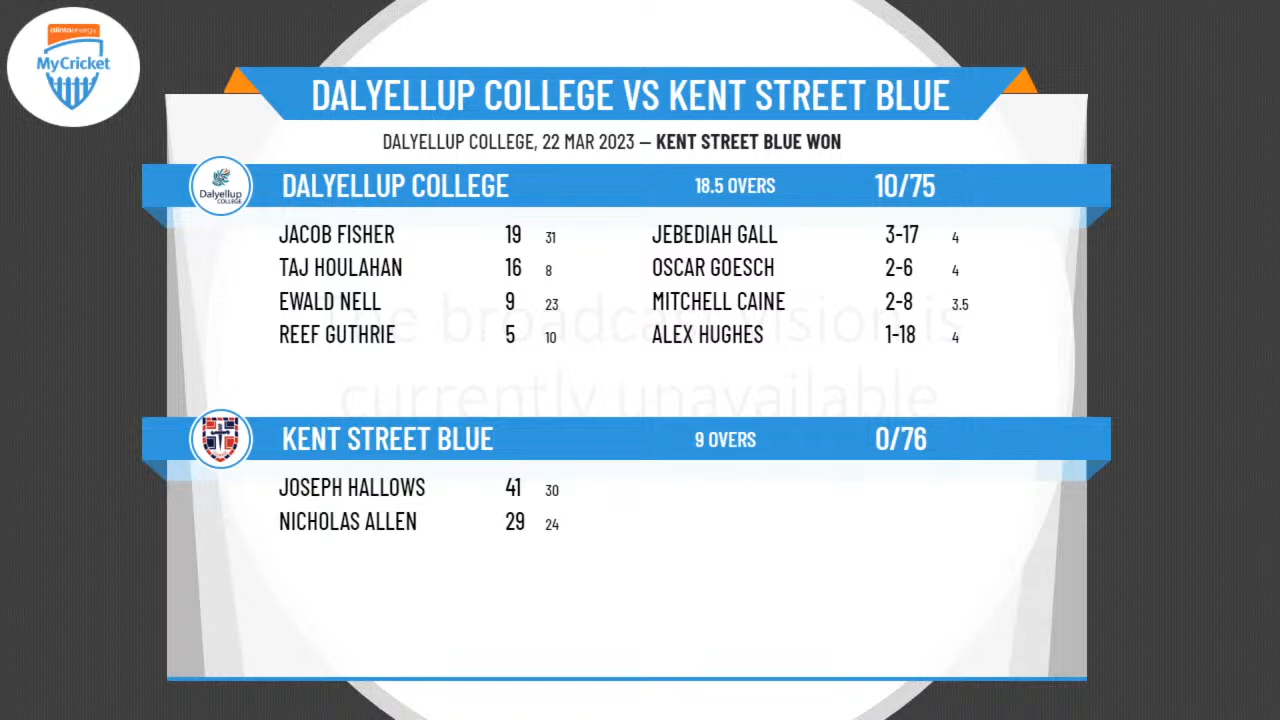 alintaenergy
MyCricket
DALYELLUP COLLEGE VS KENT STREET BLUE
DALYELLUP COLLEGE, 22 MAR 2023 – KENT STREET BLUE WON
Dalyellup
COLLEGE
DALYELLUP COLLEGE 18.5 OVERS 10/75
JACOB FISHER 19 31 JEBEDIAH GALL 3-17 4
TAJ HOULAHAN 16 8 OSCAR GOESCH 2-6 4
EWALD NELL 9 23 MITCHELL CAINE 2-8 3.5
REEF GUTHRIE 5 10 ALEX HUGHES 1-18 4
The broadcast vision is
currently unavailable
KENT STREET BLUE 9 OVERS 0/76
JOSEPH HALLOWS 41 30
NICHOLAS ALLEN 29 24